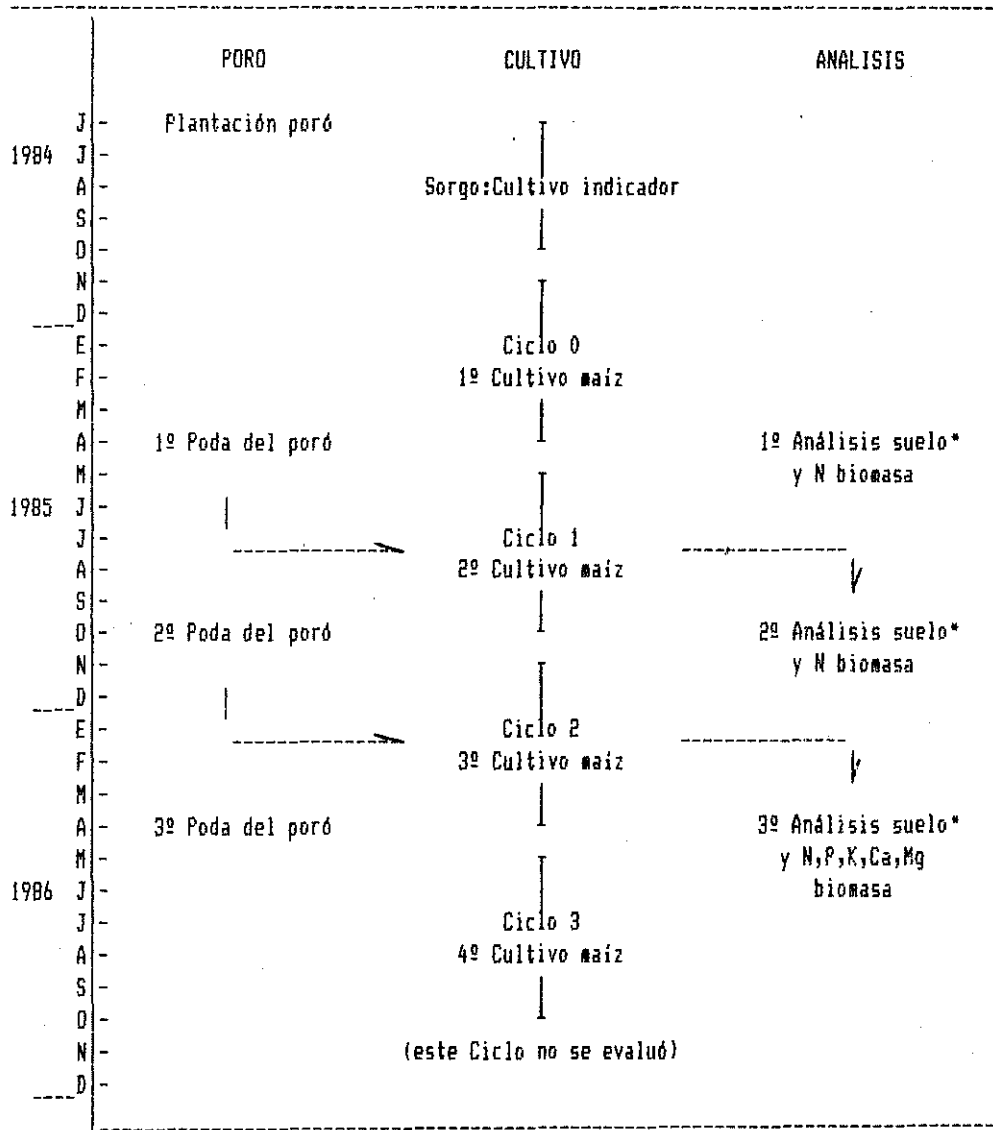 PORO CULTIVO ANALISIS
J - Plantación poró
1984 J -
A - Sorgo:Cultivo indicador
S -
O -
N -
D -
E - Ciclo 0
F - 1º Cultivo maíz
M -
A - 1º Poda del poró 1º Análisis suelo*
M - y N biomasa
1985 J -
J - Ciclo 1
A - 2º Cultivo maíz
S -
O - 2º Poda del poró 2º Análisis suelo*
N - y N biomasa
D -
E - Ciclo 2
F - 3º Cultivo maíz
M -
A - 3º Poda del poró 3º Análisis suelo*
M - y N,P,K,Ca,Mg
1986 J - biomasa
J - Ciclo 3
A - 4º Cultivo maíz
S -
O -
N - (este Ciclo no se evaluó)
D -